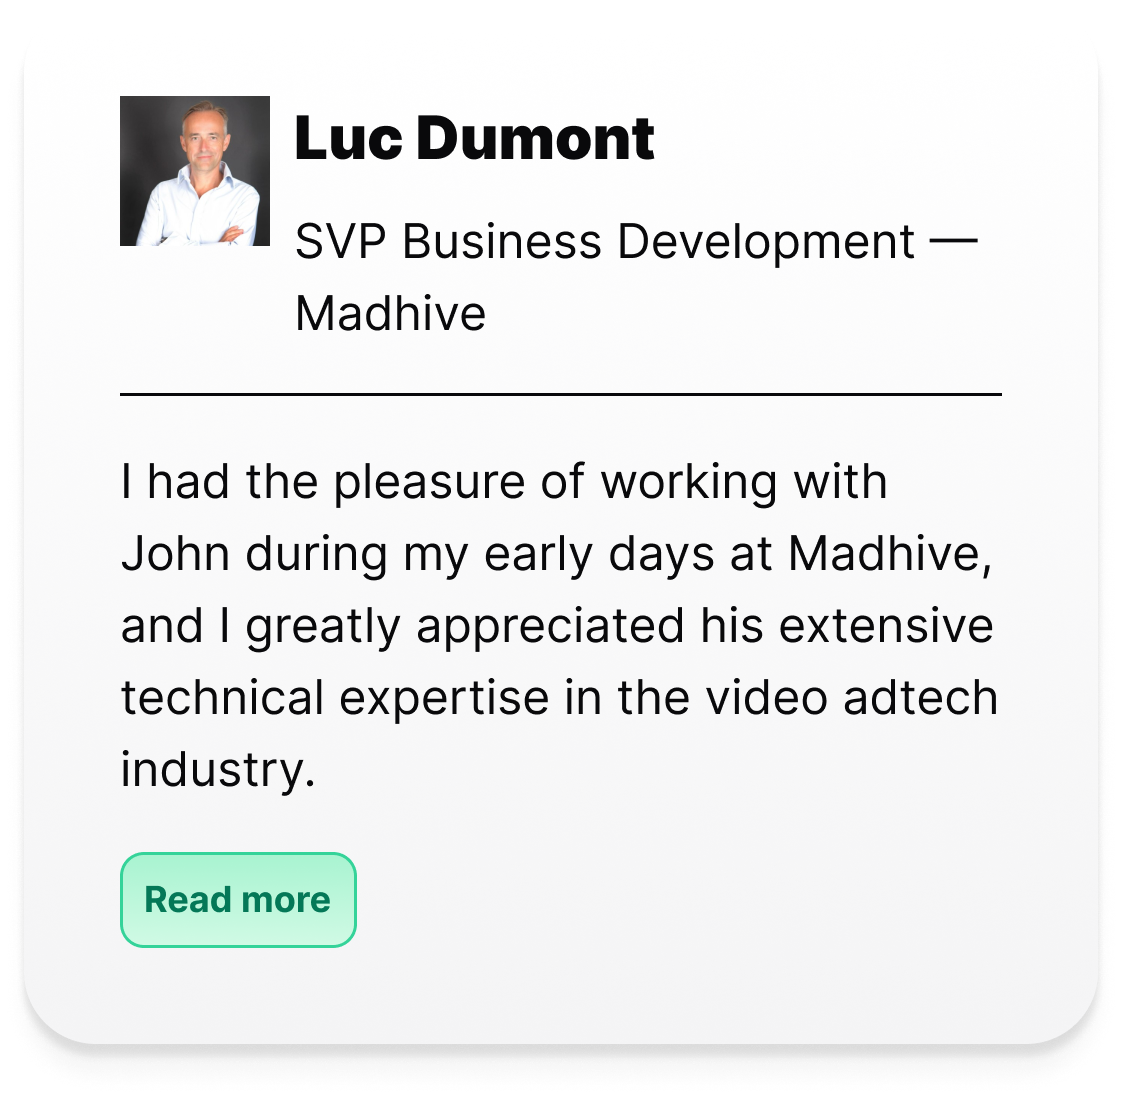 Luc Dumont
SVP Business Development —
Madhive
I had the pleasure of working with
John during my early days at Madhive,
and I greatly appreciated his extensive
technical expertise in the video adtech
industry.
Read more